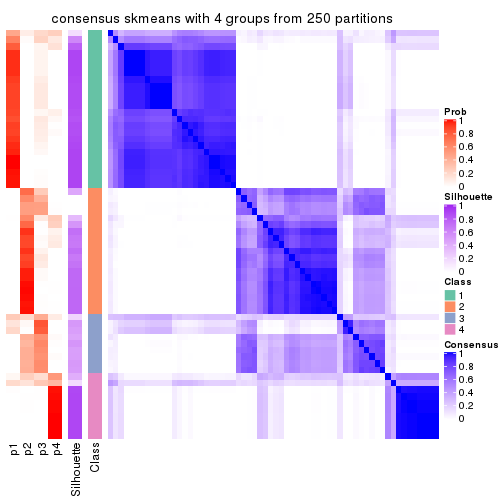 consensus skmeans with 4 groups from 250 partitions
p1
p2
p3
p4
Silhouette
Class
Prob
1
0.8
0.6
0.4
0.2
0
Silhouette
1
0.8
0.6
0.4
0.2
0
Class
1
2
3
4
Consensus
1
0.8
0.6
0.4
0.2
0